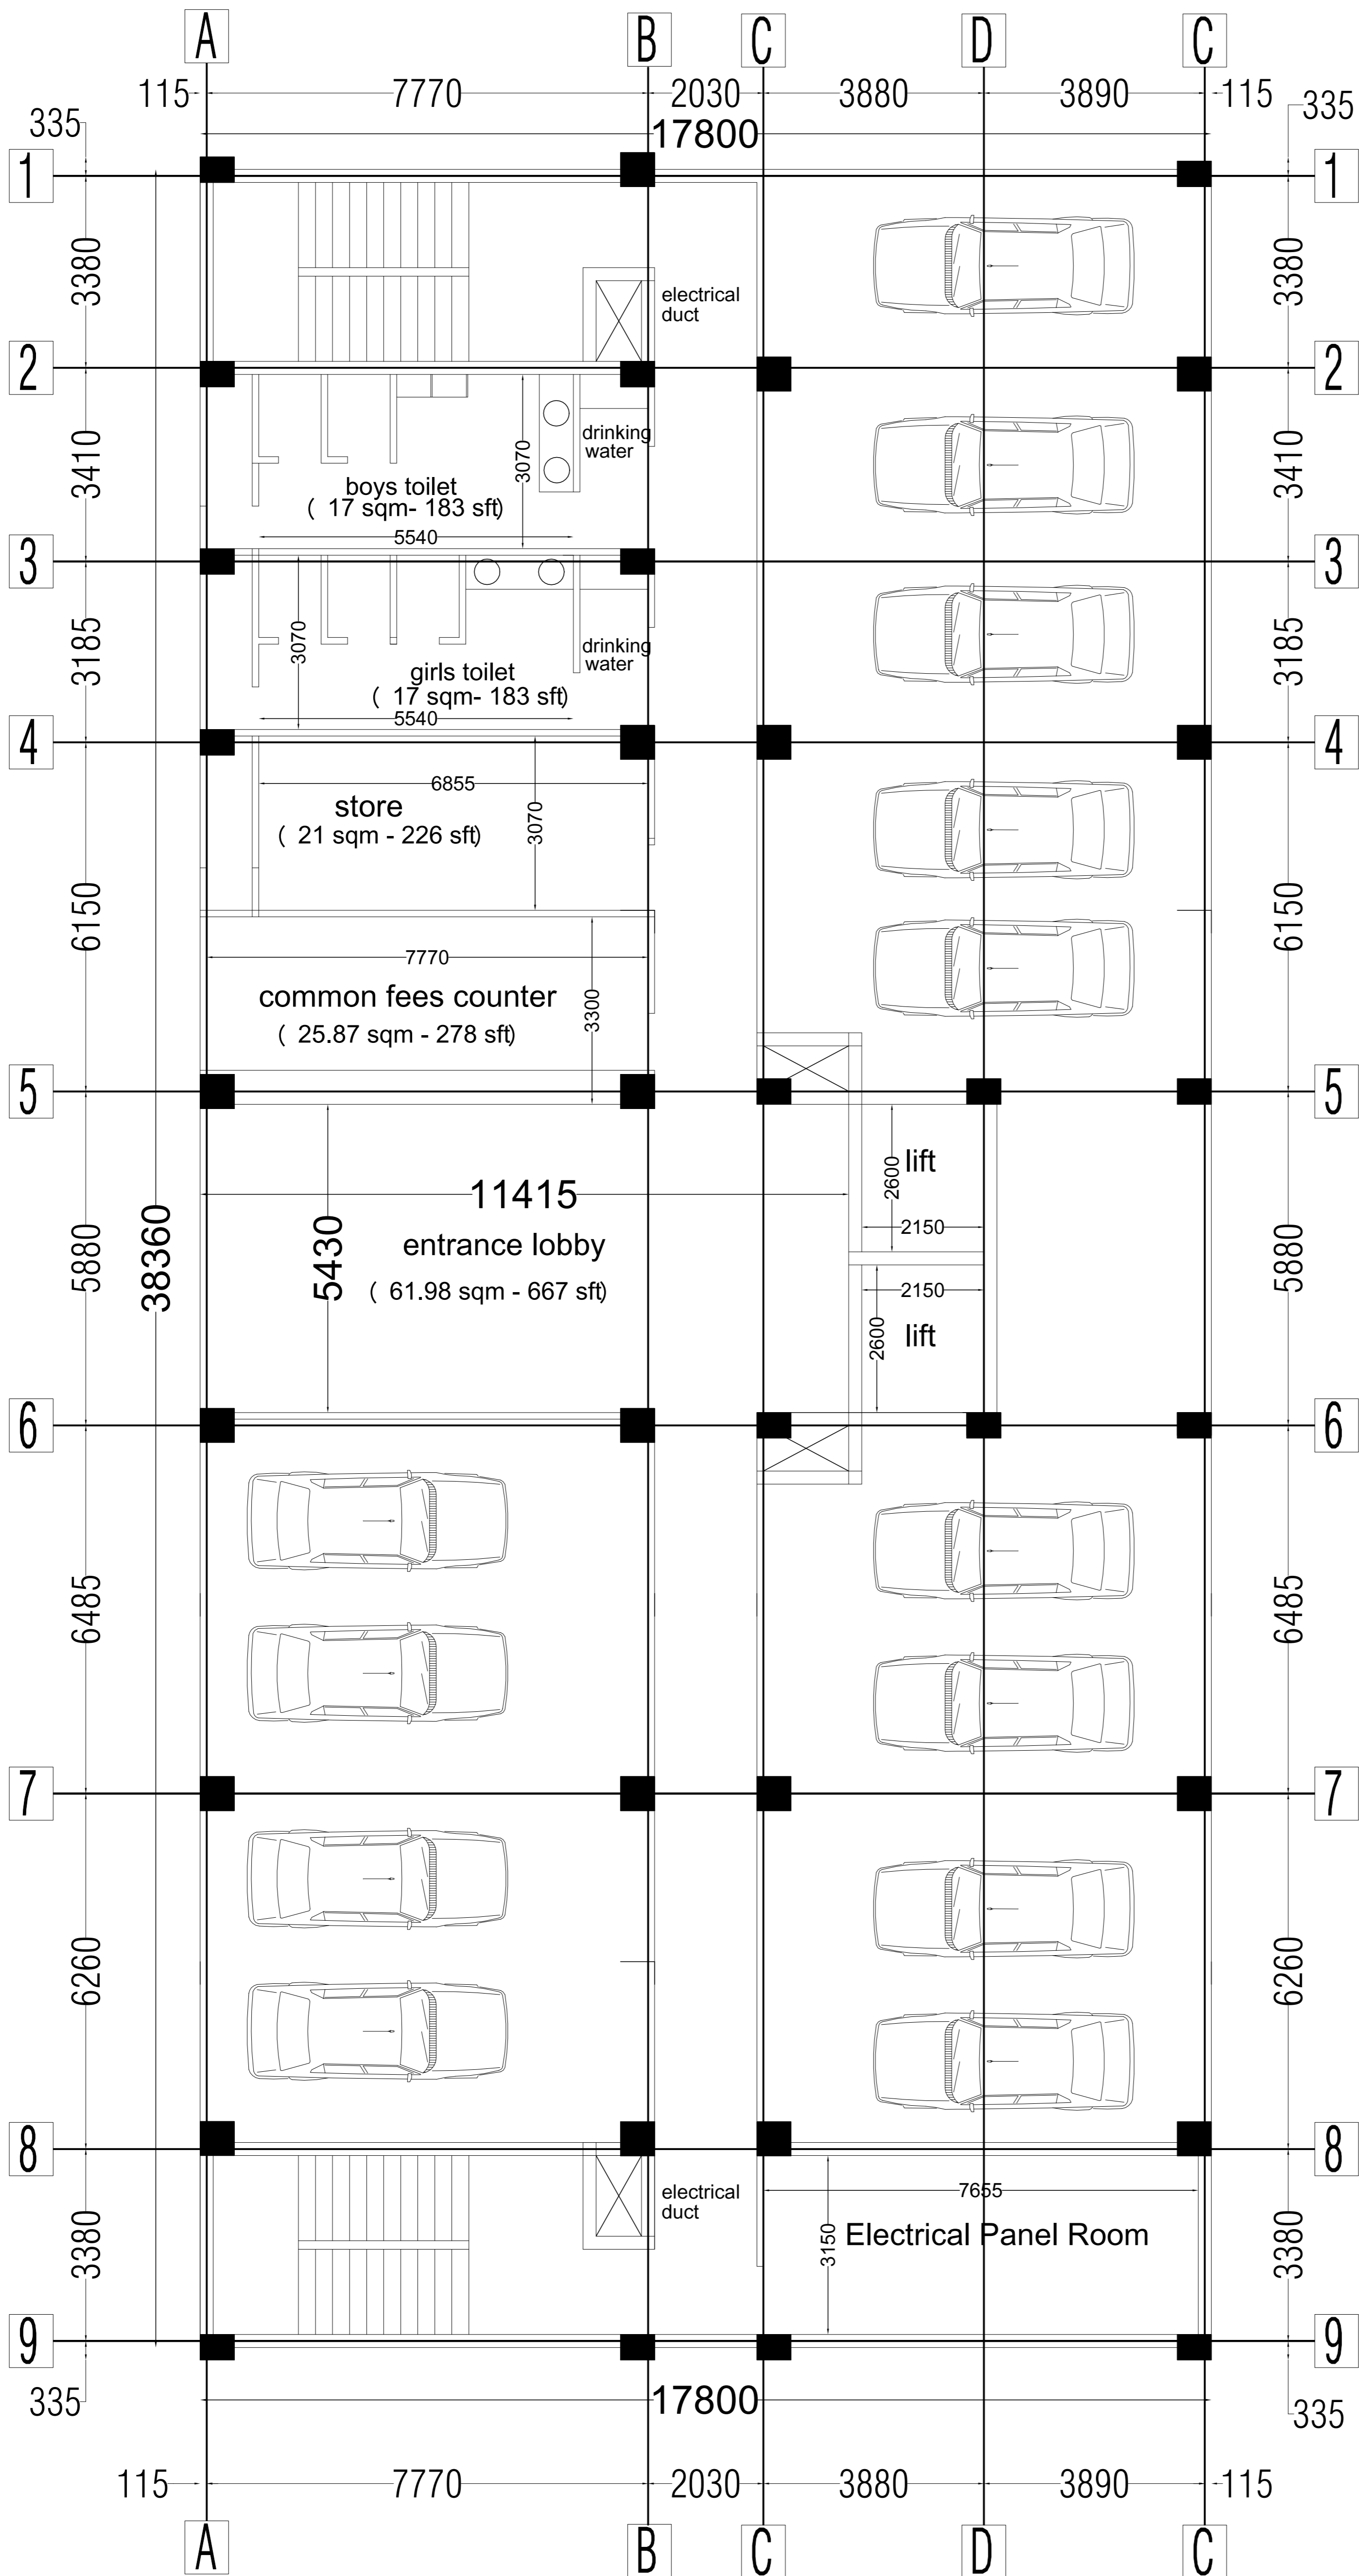 A B C D C
115 7770 2030 3880 3890 115
335 17800 335
1 1
3380 3380
electrical
duct
2 2
3410 3410
drinking
water
3070
boys toilet
( 17 sqm- 183 sft)
5540
3 3
3185 3185
3070
drinking
water
girls toilet
( 17 sqm- 183 sft)
5540
4 4
6855
store
( 21 sqm - 226 sft)
3070
6150 6150
7770
common fees counter
( 25.87 sqm - 278 sft)
3300
5 5
lift
2600
11415
2150
5880 38360 5430 5880
entrance lobby
( 61.98 sqm - 667 sft)
2150
lift
2600
6 6
6485 6485
7 7
6260 6260
8 8
7655
electrical
duct
3380 3150 3380
Electrical Panel Room
9 9
335 17800 335
115 7770 2030 3880 3890 115
A B C D C